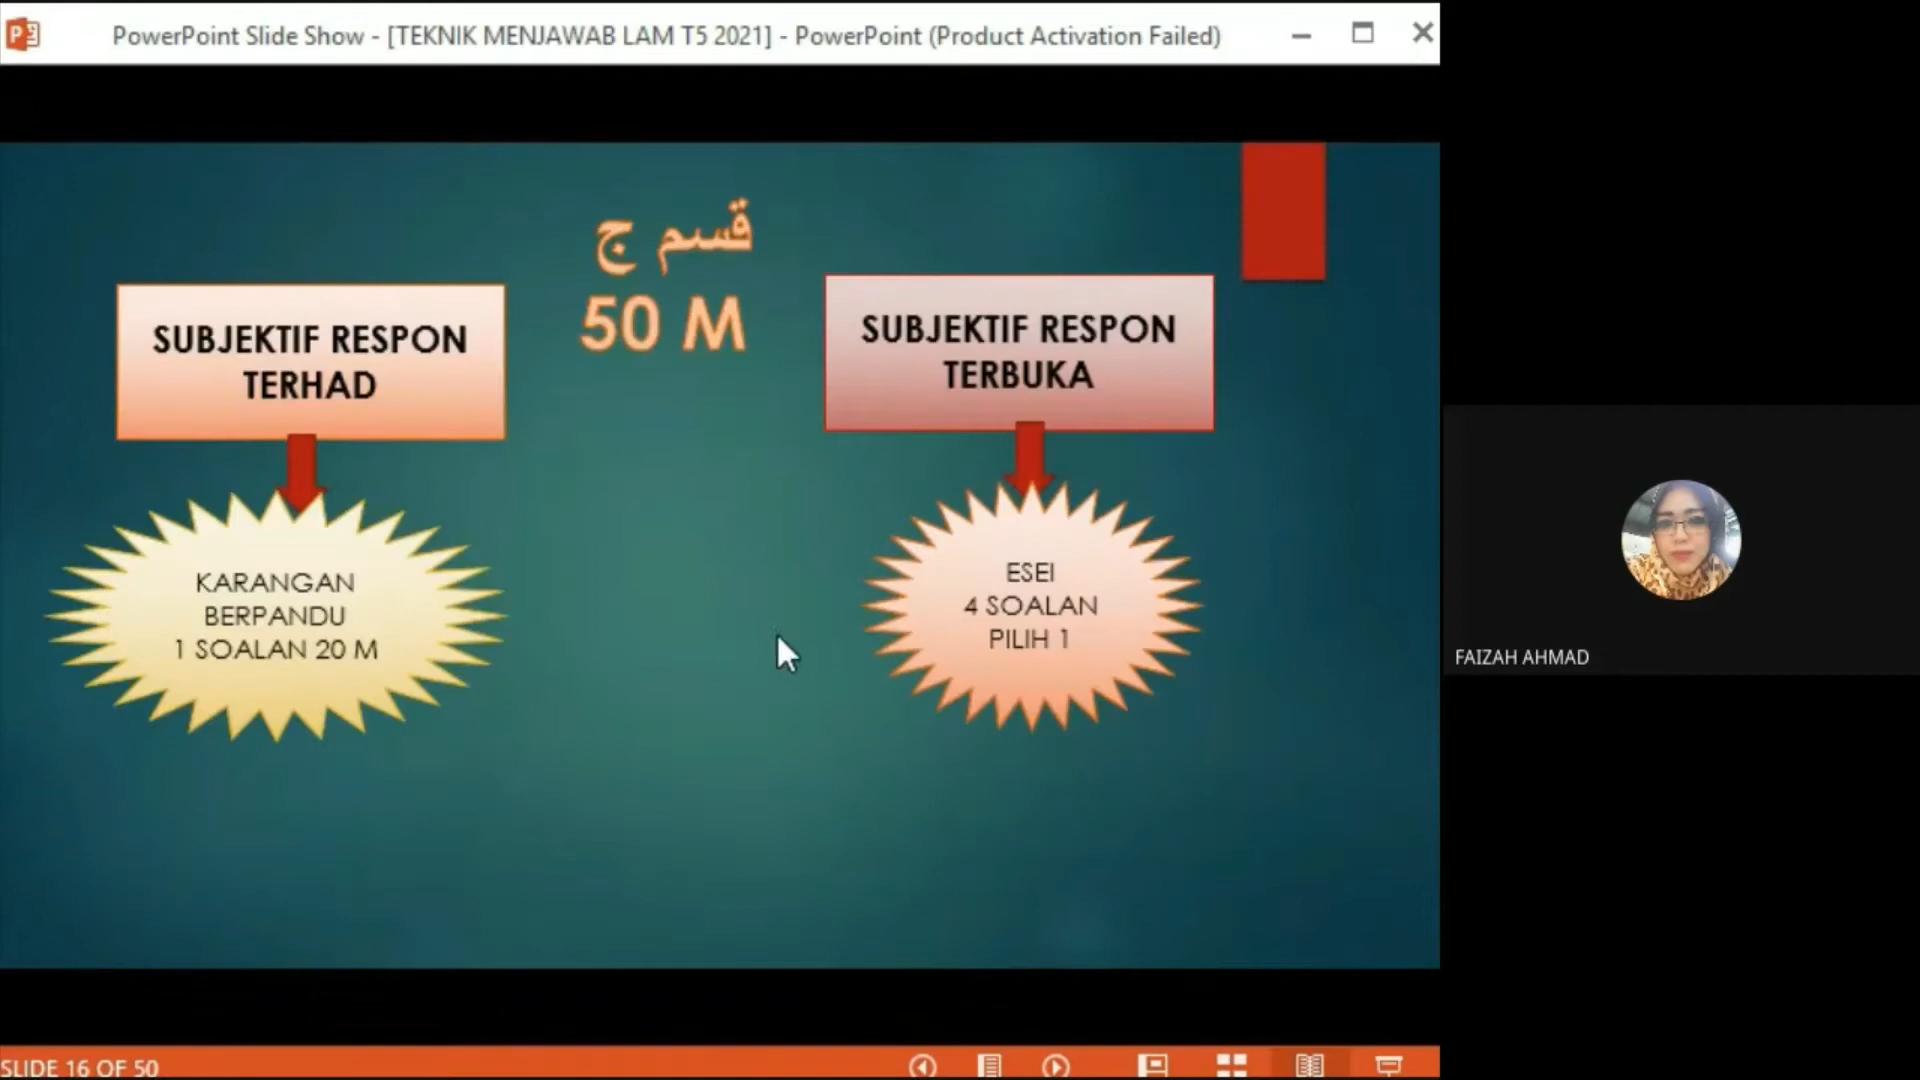 PowerPoint Slide Show - [TEKNIK MENJAWAB LAM T5 2021] - PowerPoint (Product Activation Failed)
قسم ج
50 M
SUBJEKTIF RESPON
TERHAD
KARANGAN
BERPANDU
1 SOALAN 20 M
SUBJEKTIF RESPON
TERBUKA
ESEI
4 SOALAN
PILIH 1
FAIZAH AHMAD
SLIDE 16 OF 50